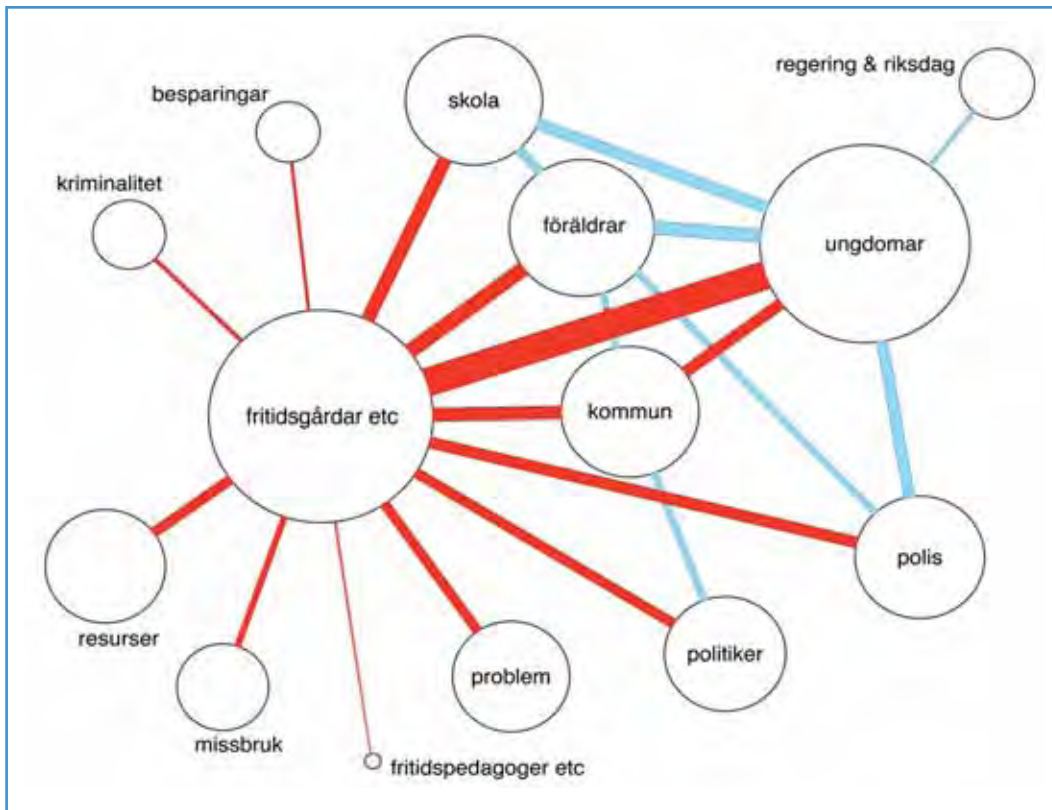 regering & riksdag
besparingar
skola
kriminalitet
föräldrar
ungdomar
fritidsgårdar etc
kommun
polis
resurser
politiker
problem
missbruk
fritidspedagoger etc